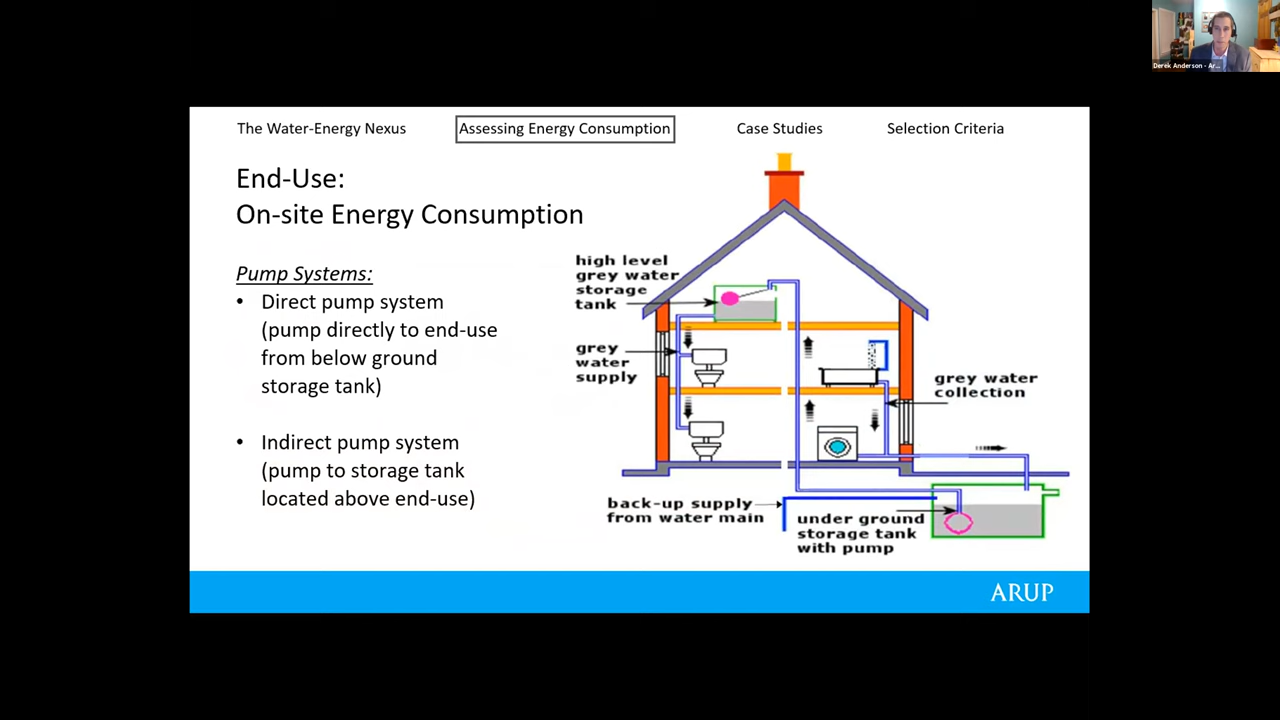 Derek Anderson - Ar...
The Water-Energy Nexus
Assessing Energy Consumption
Case Studies
Selection Criteria
End-Use:
On-site Energy Consumption
Pump Systems:
• Direct pump system
(pump directly to end-use
from below ground
storage tank)
• Indirect pump system
(pump to storage tank
located above end-use)
high level
grey water
storage
tank
grey
water
supply
grey water
collection
back-up supply
from water main
under ground
storage tank
with pump
ARUP